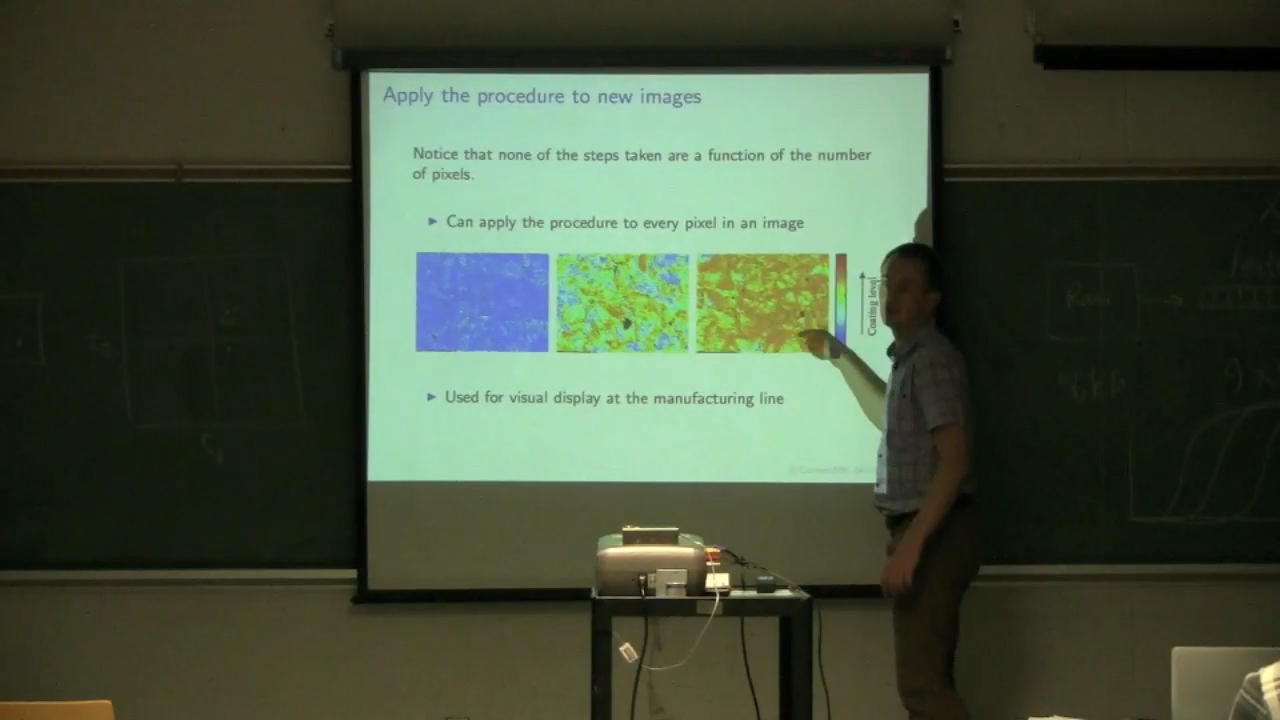 Apply the procedure to new images
Notice that none of the steps taken are a function of the number
of pixels.
► Can apply the procedure to every pixel in an image
Coating level
► Used for visual display at the manufacturing line